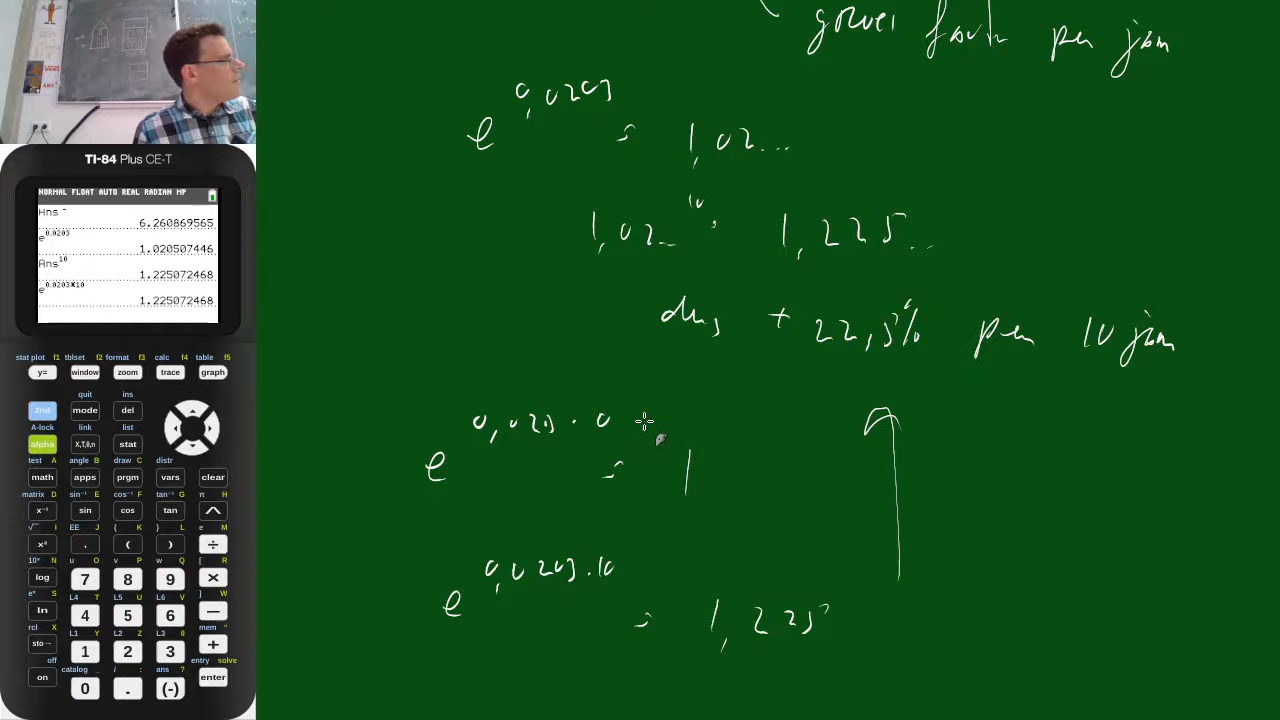 per jaar
e^0,0203 = 1,02...
1,02...^10 = 1,225...
dus + 22,5% per 10 jaar
e^0,0203 · 0 = 1
e^0,0203 · 10 = 1,225
TI-84 Plus CE-T
NORMAL FLOAT AUTO REAL RADIAN MP
6.260869565
e^0.0203
1.020507446
Ans^10
1.225072468
e^0.0203*10
1.225072468
stat plot f1 tblset f2 format f3 calc f4 table f5
y= window zoom trace graph
quit ins
2nd mode del
A-lock link list
alpha X,T,θ,n stat
test A angle B draw C distr
math apps prgm vars clear
matrix D sin⁻¹ E cos⁻¹ F tan⁻¹ G π H
x⁻¹ sin cos tan ^
√ I EE J { K } L e M
x² , ( ) ÷
10ˣ N u O v P w Q [ R
log 7 8 9 ×
eˣ S L4 T L5 U L6 V ] W
ln 4 5 6 −
rcl X L1 Y L2 Z L3 θ mem "
sto→ 1 2 3 +
off catalog i : ans ? entry solve
on 0 . (-) enter